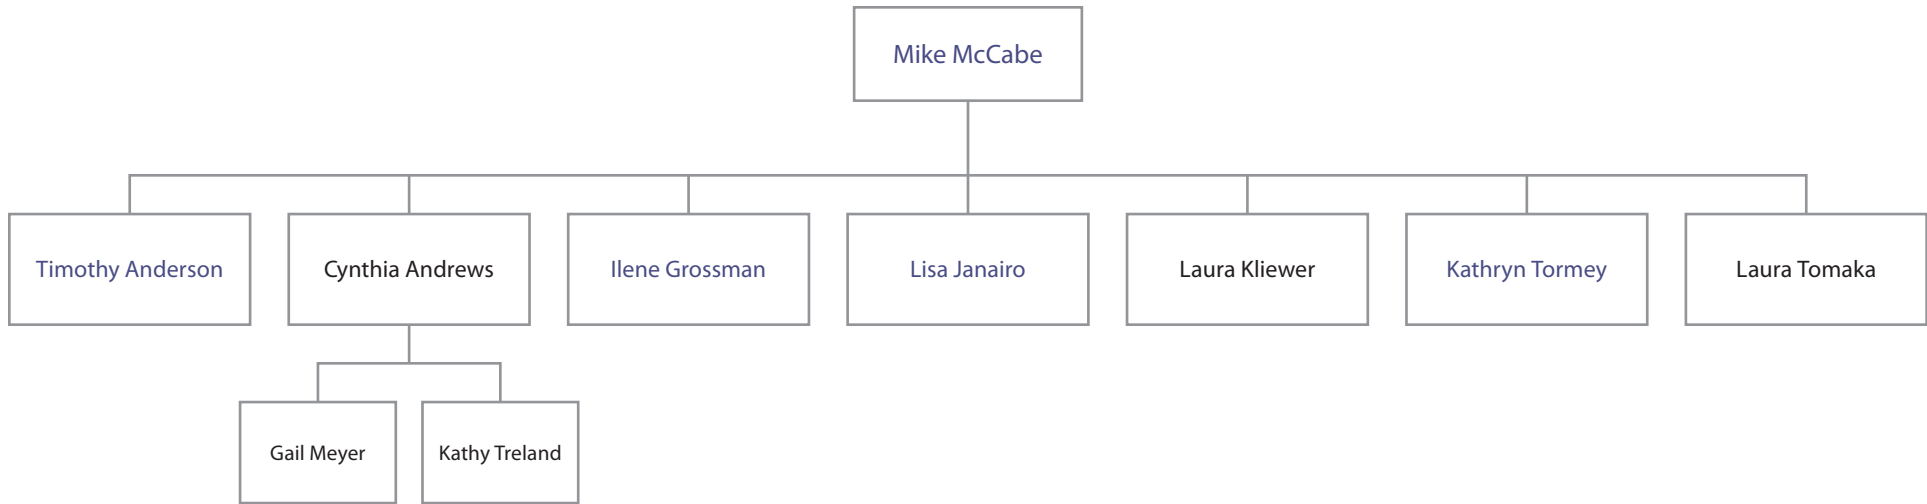 Mike McCabe
Timothy Anderson
Cynthia Andrews
Ilene Grossman
Lisa Janairo
Laura Kliewer
Kathryn Tormey
Laura Tomaka
Gail Meyer
Kathy Treland